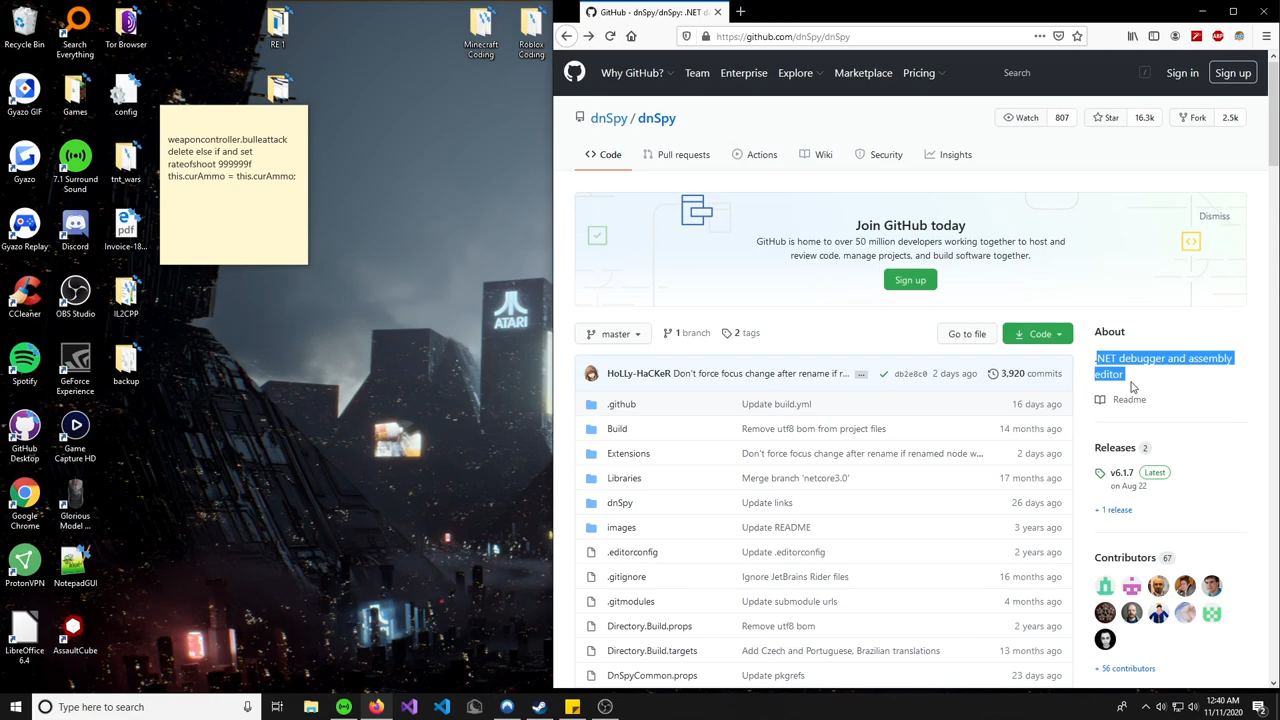 Recycle Bin
Search
Everything
Tor Browser
RE 1
Minecraft
Coding
Roblox
Coding
Gyazo GIF
Games
config
Gyazo
7.1 Surround
Sound
tnt_wars
Gyazo Replay
Discord
Invoice-18...
CCleaner
OBS Studio
IL2CPP
Spotify
GeForce
Experience
backup
GitHub
Desktop
Game
Capture HD
Google
Chrome
Glorious
Model ...
ProtonVPN
NotepadGUI
LibreOffice
6.4
AssaultCube
ATARI
weaponcontroller.bulleattack
delete else if and set
rateofshoot 999999f
this.curAmmo = this.curAmmo;
GitHub - dnSpy/dnSpy: .NET d
https://github.com/dnSpy/dnSpy
Why GitHub?
Team
Enterprise
Explore
Marketplace
Pricing
Search
/
Sign in
Sign up
dnSpy / dnSpy
Watch 807
Star 16.3k
Fork 2.5k
Code
Pull requests
Actions
Wiki
Security
Insights
Join GitHub today
GitHub is home to over 50 million developers working together to host and
review code, manage projects, and build software together.
Sign up
Dismiss
master
1 branch
2 tags
Go to file
Code
HoLLy-HaCKeR Don't force focus change after rename if r... ... db2e8c0 2 days ago 3,920 commits
.github Update build.yml 16 days ago
Build Remove utf8 bom from project files 14 months ago
Extensions Don't force focus change after rename if renamed node w... 2 days ago
Libraries Merge branch 'netcore3.0' 17 months ago
dnSpy Update links 26 days ago
images Update README 3 years ago
.editorconfig Update .editorconfig 2 years ago
.gitignore Ignore JetBrains Rider files 16 months ago
.gitmodules Update submodule urls 4 months ago
Directory.Build.props Remove utf8 bom 2 years ago
Directory.Build.targets Add Czech and Portuguese, Brazilian translations 13 months ago
DnSpyCommon.props Update pkgrefs 23 days ago
About
.NET debugger and assembly
editor
Readme
Releases 2
v6.1.7 Latest
on Aug 22
+ 1 release
Contributors 67
+ 56 contributors
Type here to search
12:40 AM
11/11/2020
2